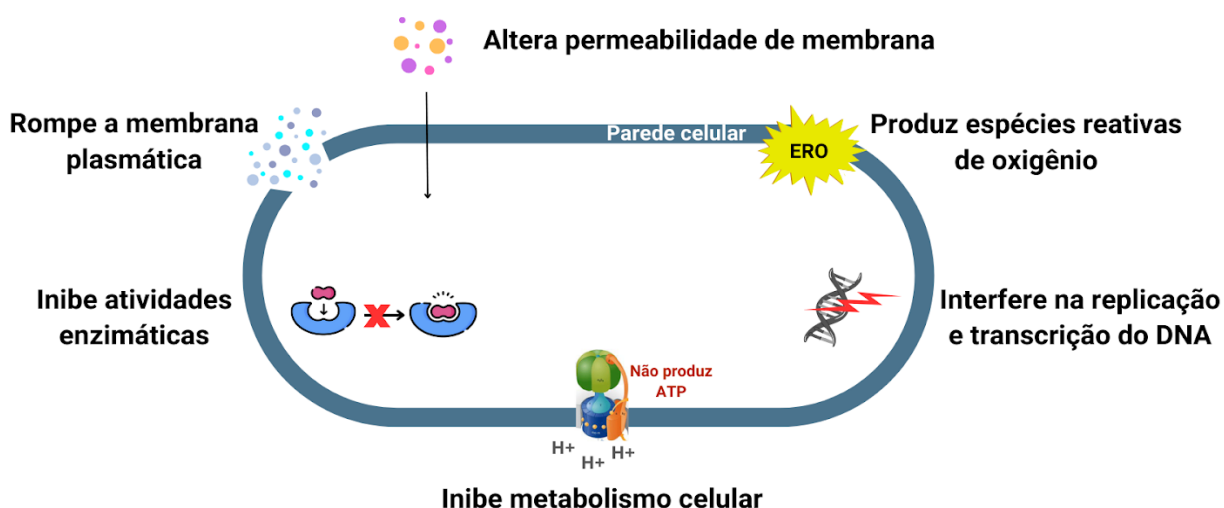 Altera permeabilidade de membrana
Rompe a membrana
plasmática
Parede celular
ERO
Produz espécies reativas
de oxigênio
Inibe atividades
enzimáticas
Interfere na replicação
e transcrição do DNA
Não produz
ATP
H+
H+
H+
Inibe metabolismo celular